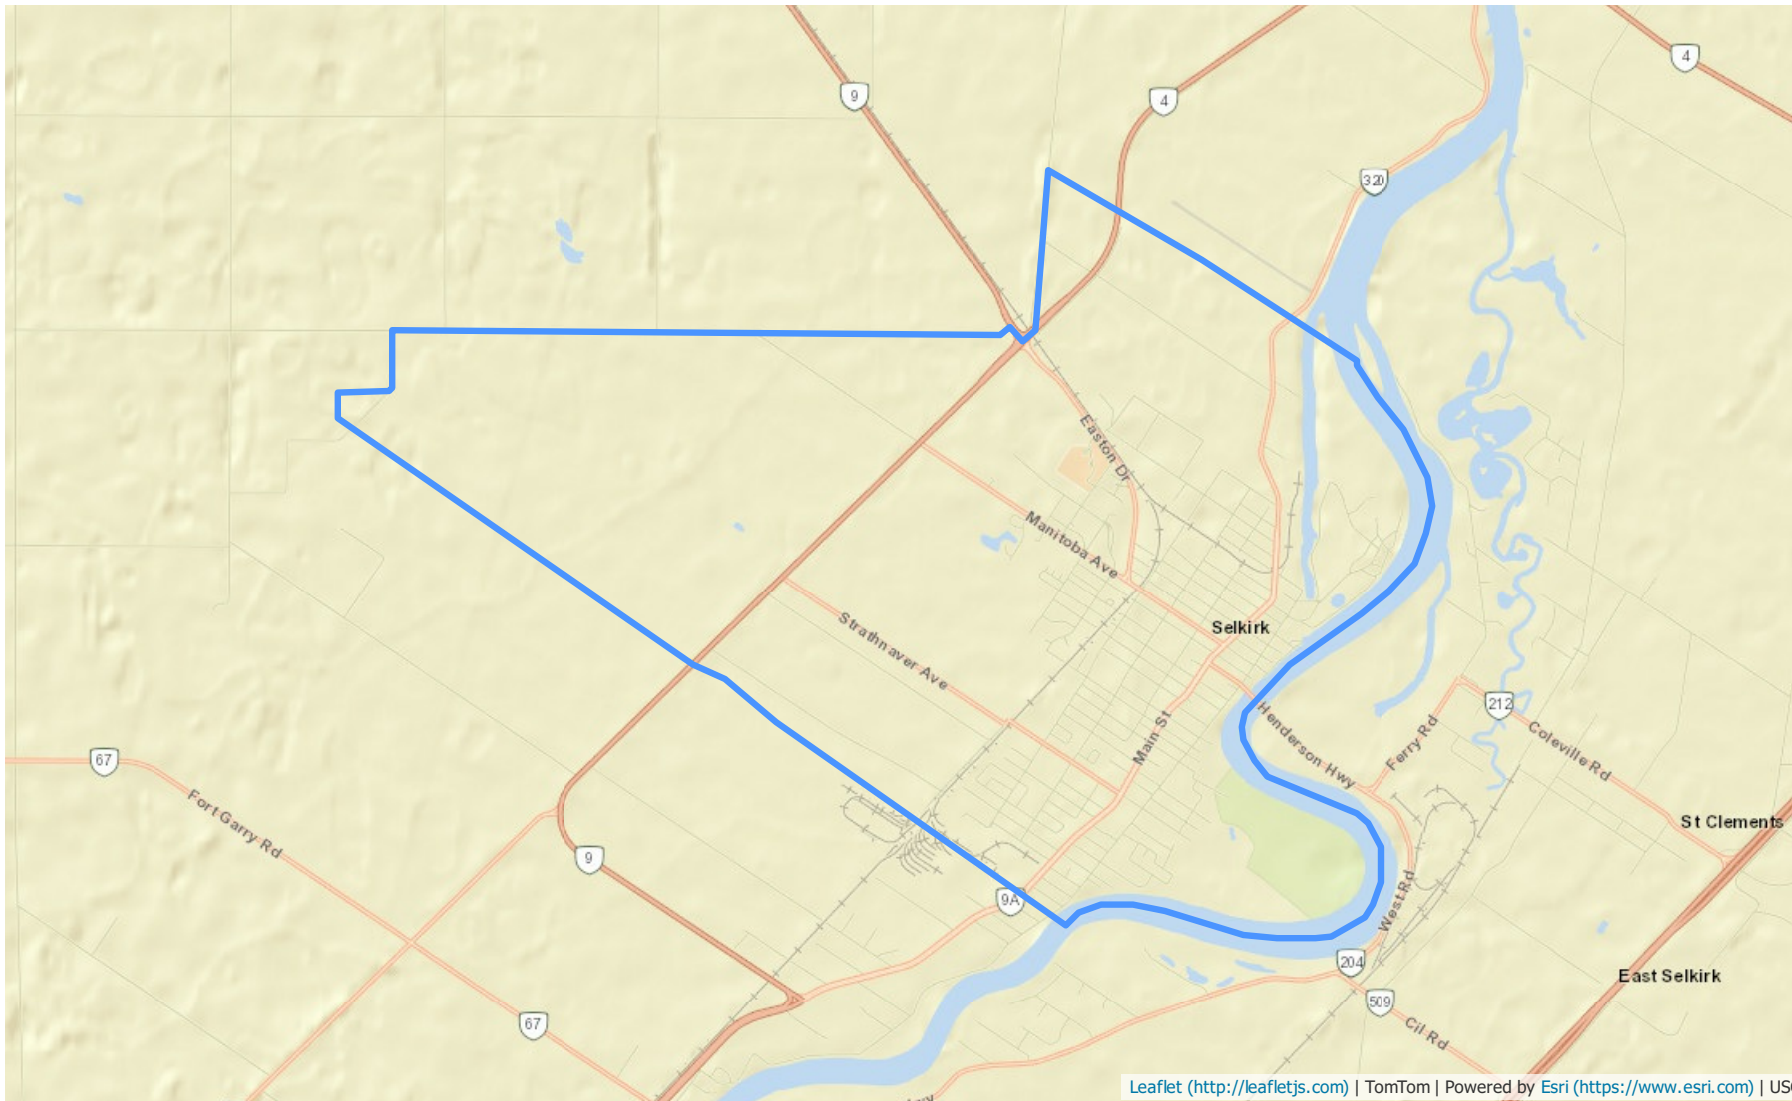 4
9
4
320
Easton Dr
Manitoba Ave
Selkirk
Strathnaver Ave
212
Henderson Hwy
Ferry Rd
Main St
Coleville Rd
67
Fort Garry Rd
St Clements
9
9A
West Rd
204
East Selkirk
509
67
Cil Rd
Leaflet (http://leafletjs.com) | TomTom | Powered by Esri (https://www.esri.com) | US